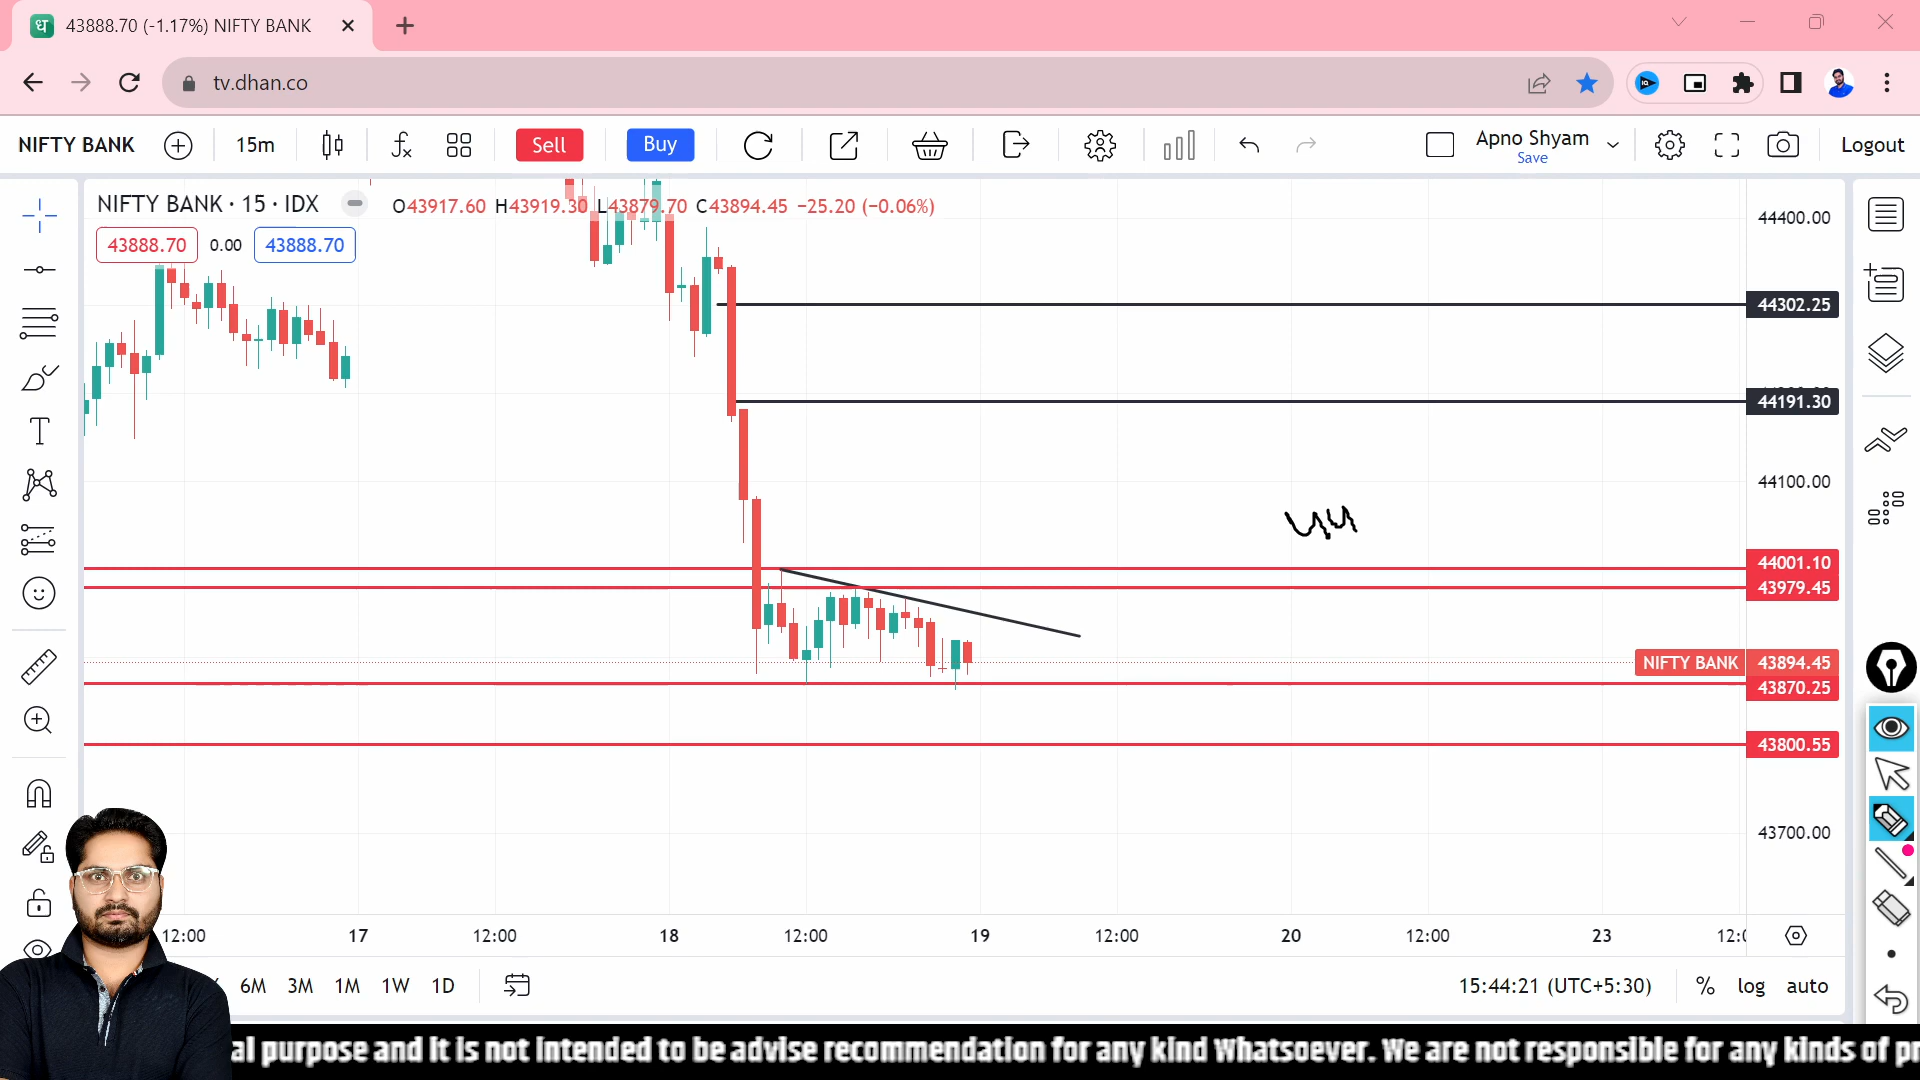 ध 43888.70 (-1.17%) NIFTY BANK
tv.dhan.co
NIFTY BANK 15m Sell Buy Apno Shyam Save Logout
NIFTY BANK · 15 · IDX O43917.60 H43919.30 L43879.70 C43894.45 −25.20 (−0.06%)
43888.70 0.00 43888.70
44400.00
44302.25
44191.30
44100.00
44001.10
43979.45
NIFTY BANK 43894.45
43870.25
43800.55
43700.00
12:00 17 12:00 18 12:00 19 12:00 20 12:00 23
6M 3M 1M 1W 1D 15:44:21 (UTC+5:30) % log auto
al purpose and it is not intended to be advise recommendation for any kind Whatsoever. We are not responsible for any kinds of